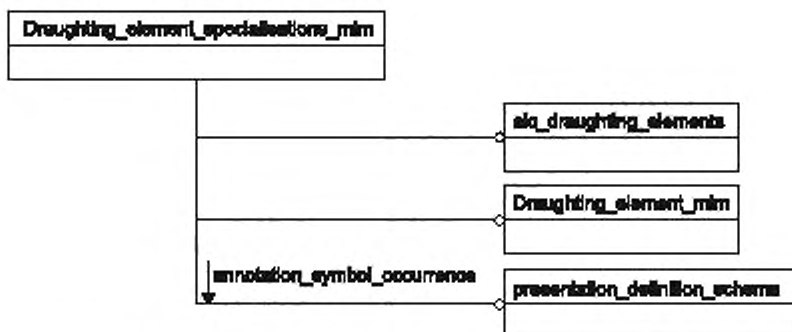 Draughting_element_specialisations_mim
aic_draughting_elements
Draughting_element_mim
annotation_symbol_occurrence
presentation_definition_schema